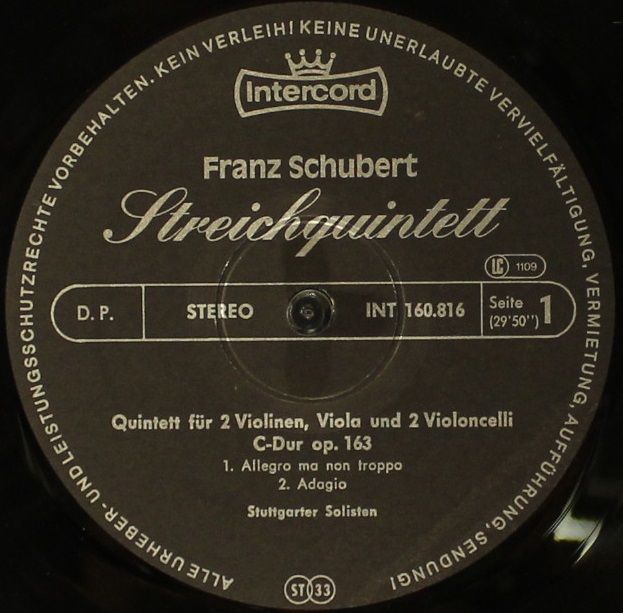 ALLE URHEBER- UND LEISTUNGSSCHUTZRECHTE VORBEHALTEN. KEIN VERLEIH! KEINE UNERLAUBTE VERVIELFÄLTIGUNG, VERMIETUNG, AUFFÜHRUNG, SENDUNG!
Intercord
Franz Schubert
Streichquintett
LC 1109
D. P. STEREO INT 160.816 Seite 1
(29'50'')
Quintett für 2 Violinen, Viola und 2 Violoncelli
C-Dur op. 163
1. Allegro ma non troppo
2. Adagio
Stuttgarter Solisten
ST 33